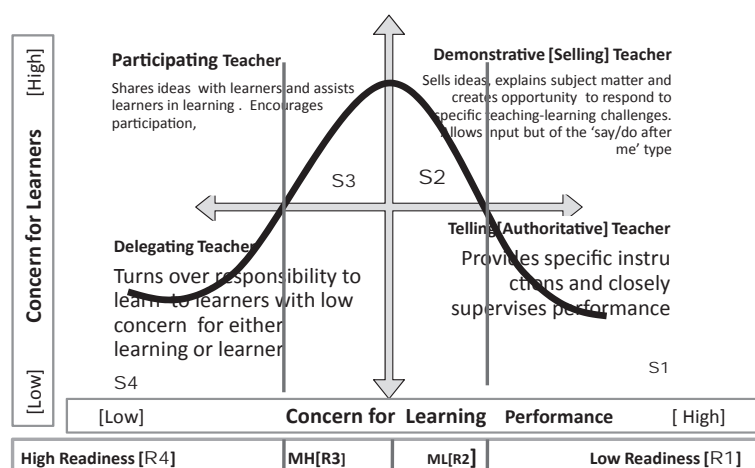 Participating Teacher
Shares ideas with learners and assists
learners in learning . Encourages
participation,
Demonstrative [Selling] Teacher
Sells ideas, explains subject matter and
creates opportunity to respond to
specific teaching-learning challenges.
Allows input but of the 'say/do after
me' type
S3
S2
Delegating Teacher
Turns over responsibility to
learn to learners with low
concern for either
learning or learner
S4
Telling[Authoritative] Teacher
Provides specific instru
ctions and closely
supervises performance
S1
[High]
Concern for Learners
[Low]
[Low] Concern for Learning Performance [ High]
High Readiness [R4] MH[R3] ML[R2] Low Readiness [R1]